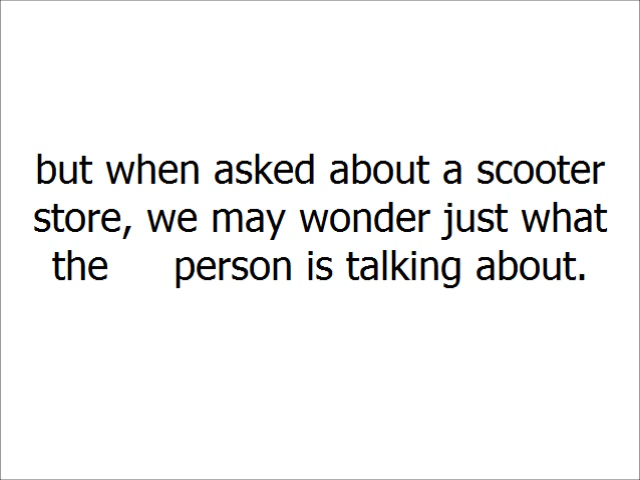 but when asked about a scooter
store, we may wonder just what
the person is talking about.